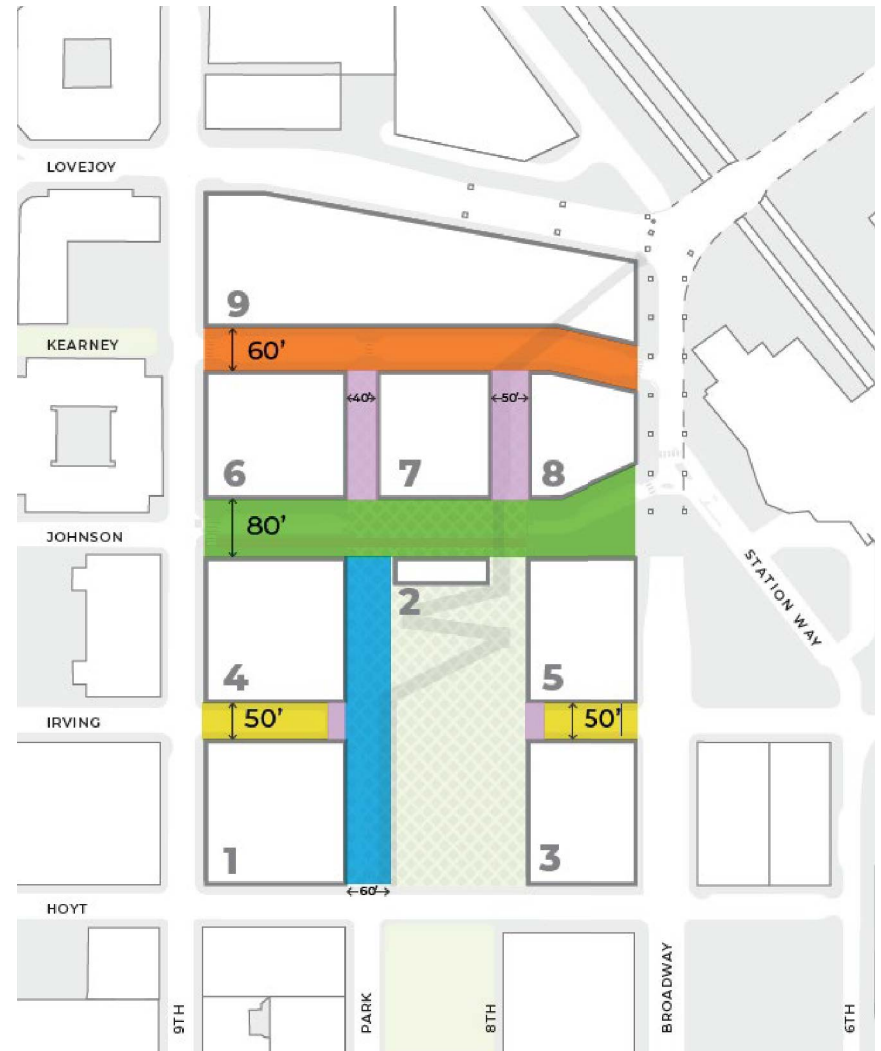 LOVEJOY
9
KEARNEY
60’
40’
50’
6
7
8
80’
JOHNSON
2
STATION WAY
4
5
50’
50’
IRVING
1
3
60’
HOYT
9TH
PARK
8TH
BROADWAY
6TH